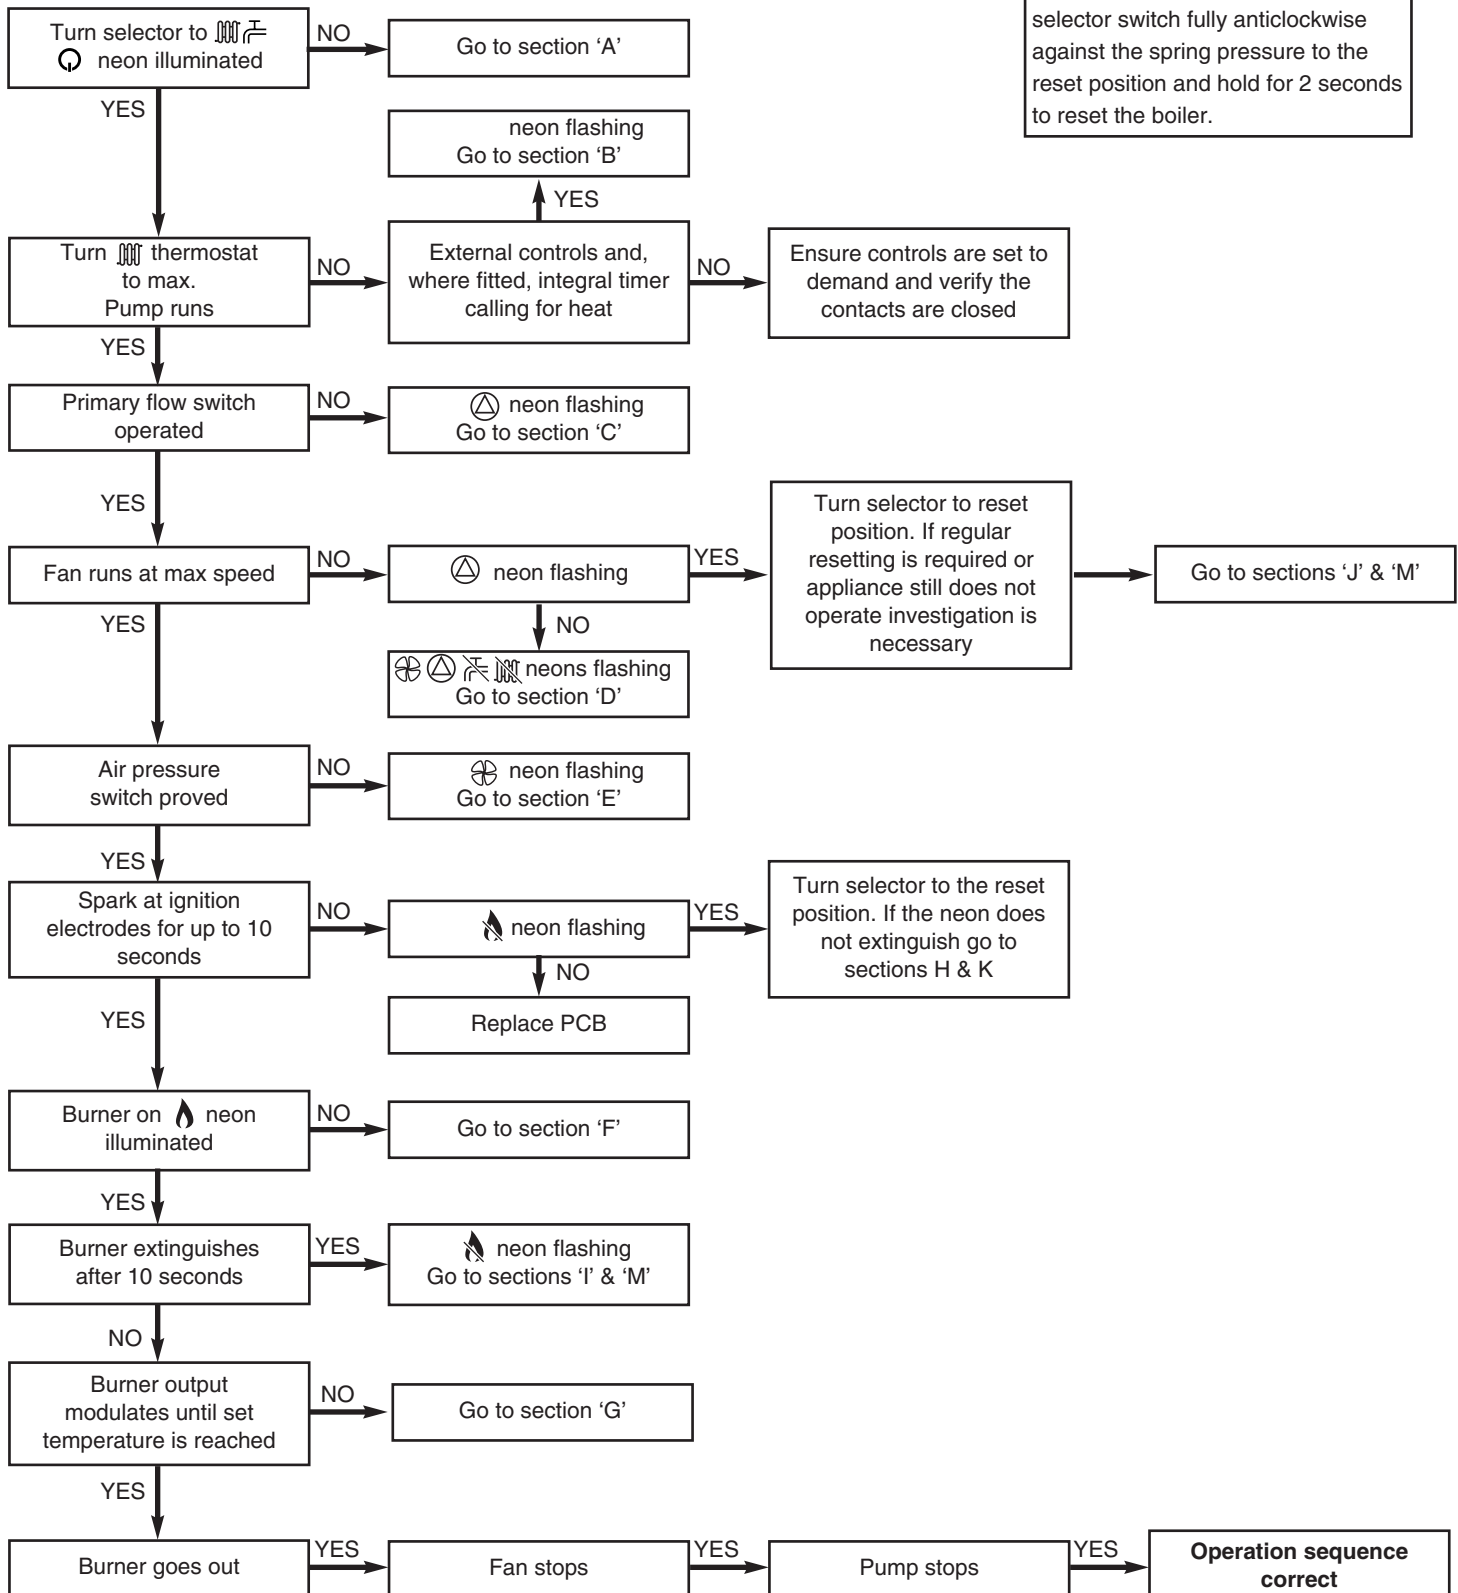 Turn selector to
neon illuminated
NO
Go to section ‘A’
selector switch fully anticlockwise
against the spring pressure to the
reset position and hold for 2 seconds
to reset the boiler.
YES
neon flashing
Go to section ‘B’
YES
Turn thermostat
to max.
Pump runs
NO
External controls and,
where fitted, integral timer
calling for heat
NO
Ensure controls are set to
demand and verify the
contacts are closed
YES
Primary flow switch
operated
NO
neon flashing
Go to section ‘C’
YES
Fan runs at max speed
NO
neon flashing
YES
Turn selector to reset
position. If regular
resetting is required or
appliance still does not
operate investigation is
necessary
Go to sections ‘J’ & ‘M’
YES
NO
neons flashing
Go to section ‘D’
Air pressure
switch proved
NO
neon flashing
Go to section ‘E’
YES
Spark at ignition
electrodes for up to 10
seconds
NO
neon flashing
YES
Turn selector to the reset
position. If the neon does
not extinguish go to
sections H & K
NO
Replace PCB
YES
Burner on neon
illuminated
NO
Go to section ‘F’
YES
Burner extinguishes
after 10 seconds
YES
neon flashing
Go to sections ‘I’ & ‘M’
NO
Burner output
modulates until set
temperature is reached
NO
Go to section ‘G’
YES
Burner goes out
YES
Fan stops
YES
Pump stops
YES
Operation sequence
correct